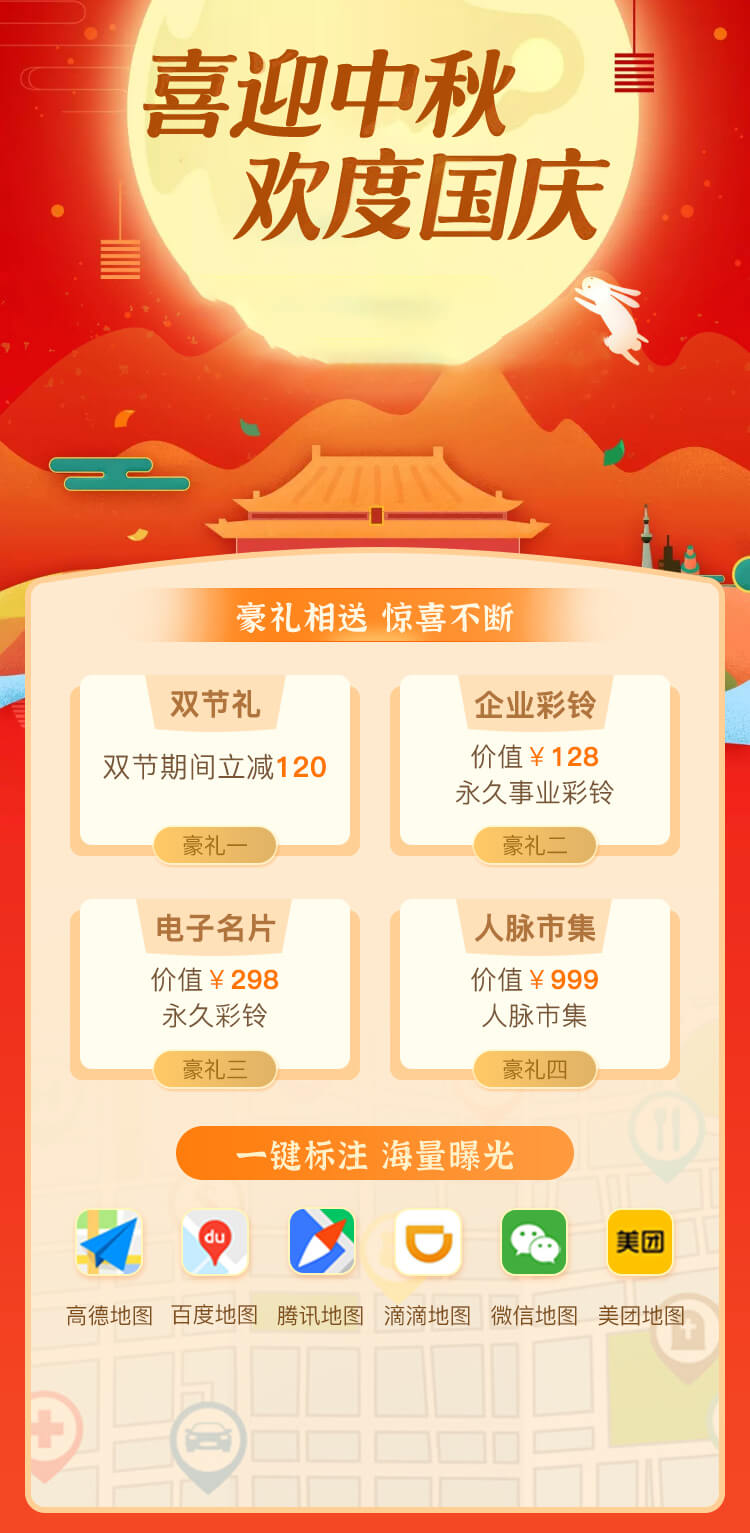 喜迎中秋
欢度国庆
豪礼相送 惊喜不断
双节礼
双节期间立减120
豪礼一
企业彩铃
价值￥128
永久事业彩铃
豪礼二
电子名片
价值￥298
永久彩铃
豪礼三
人脉市集
价值￥999
人脉市集
豪礼四
一键标注 海量曝光
du
美团
高德地图 百度地图 腾讯地图 滴滴地图 微信地图 美团地图